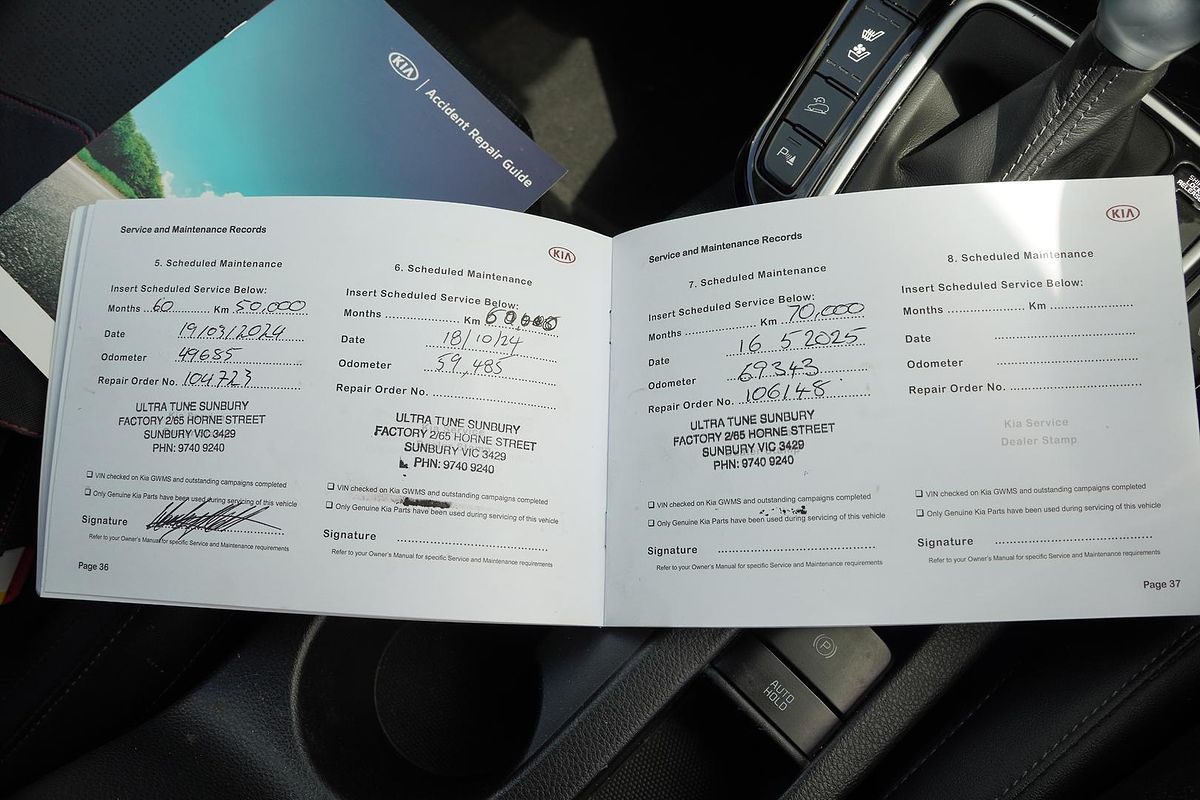 KIA | Accident Repair Guide
Service and Maintenance Records
KIA
5. Scheduled Maintenance
Insert Scheduled Service Below:
Months ...60 Km 50,000
Date 19/03/2024
Odometer 49685
Repair Order No. 104723
ULTRA TUNE SUNBURY
FACTORY 2/65 HORNE STREET
SUNBURY VIC 3429
PHN: 9740 9240
VIN checked on Kia GWMS and outstanding campaigns completed
Only Genuine Kia Parts have been used during servicing of this vehicle
Signature
Refer to your Owner's Manual for specific Service and Maintenance requirements
Page 36
6. Scheduled Maintenance
Insert Scheduled Service Below:
Months ........................ Km 60,000
Date 18/10/24
Odometer 59,485
Repair Order No. ....................................
ULTRA TUNE SUNBURY
FACTORY 2/65 HORNE STREET
SUNBURY VIC 3429
PHN: 9740 9240
VIN checked on Kia GWMS and outstanding campaigns completed
Only Genuine Kia Parts have been used during servicing of this vehicle
Signature ..........................................
Refer to your Owner's Manual for specific Service and Maintenance requirements
Service and Maintenance Records
KIA
7. Scheduled Maintenance
Insert Scheduled Service Below:
Months ........................ Km 70,000
Date 16 5 2025
Odometer 69343
Repair Order No. 106148
ULTRA TUNE SUNBURY
FACTORY 2/65 HORNE STREET
SUNBURY VIC 3429
PHN: 9740 9240
VIN checked on Kia GWMS and outstanding campaigns completed
Only Genuine Kia Parts have been used during servicing of this vehicle
Signature ..........................................
Refer to your Owner's Manual for specific Service and Maintenance requirements
8. Scheduled Maintenance
Insert Scheduled Service Below:
Months ........................ Km ........................
Date ........................................
Odometer ........................................
Repair Order No. ....................................
Kia Service
Dealer Stamp
VIN checked on Kia GWMS and outstanding campaigns completed
Only Genuine Kia Parts have been used during servicing of this vehicle
Signature ..........................................
Refer to your Owner's Manual for specific Service and Maintenance requirements
Page 37
P
SHIFT
LOCK
RELEASE
P
AUTO
HOLD